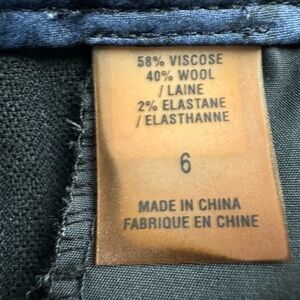 58% VISCOSE
40% WOOL
/ LAINE
2% ELASTANE
/ ELASTHANNE
6
MADE IN CHINA
FABRIQUE EN CHINE